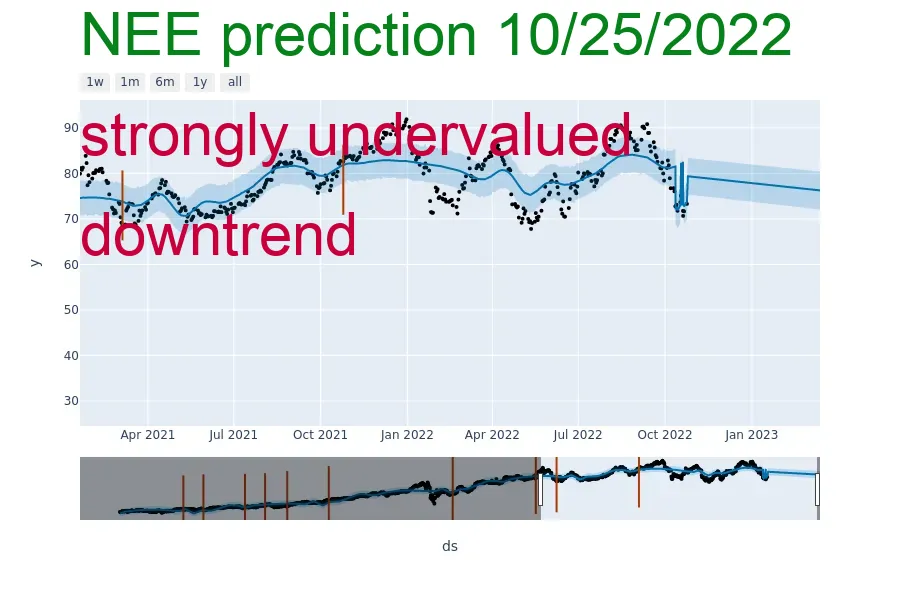 NEE prediction 10/25/2022
1w 1m 6m 1y all
strongly undervalued
downtrend
90
80
70
60
50
40
30
y
Apr 2021 Jul 2021 Oct 2021 Jan 2022 Apr 2022 Jul 2022 Oct 2022 Jan 2023
ds